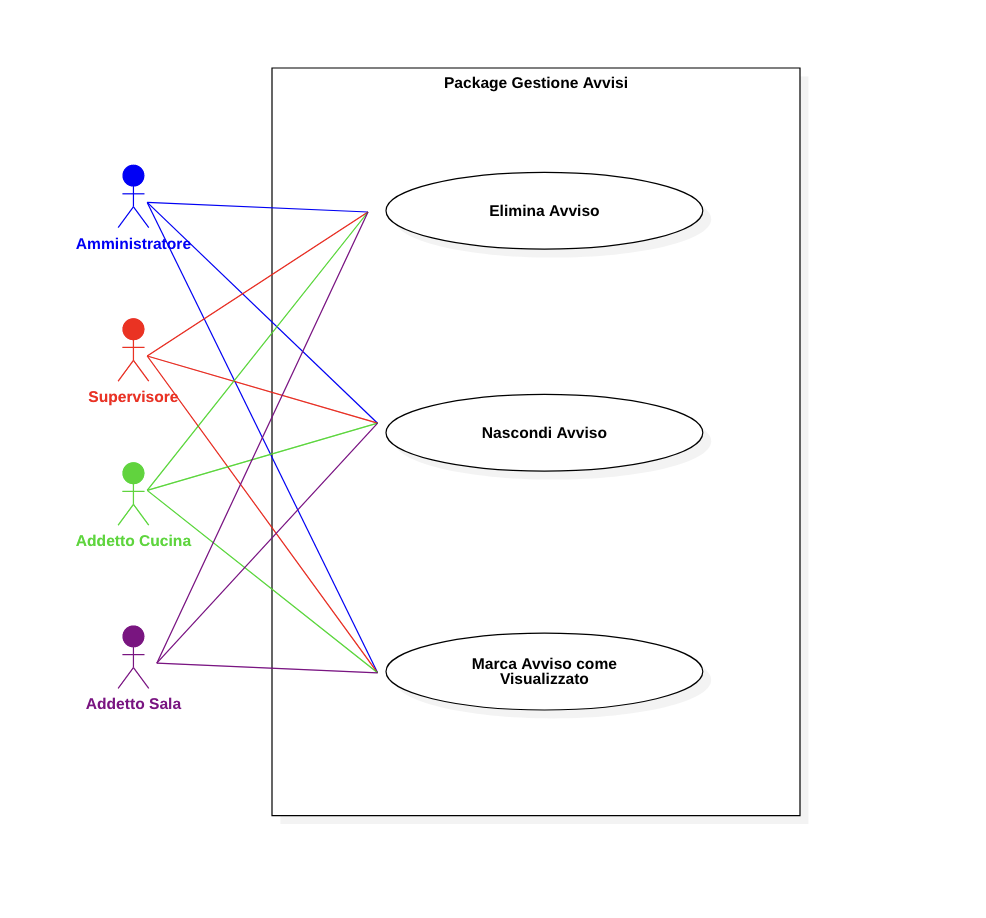 Package Gestione Avvisi
Amministratore
Elimina Avviso
Supervisore
Nascondi Avviso
Addetto Cucina
Addetto Sala
Marca Avviso come
Visualizzato